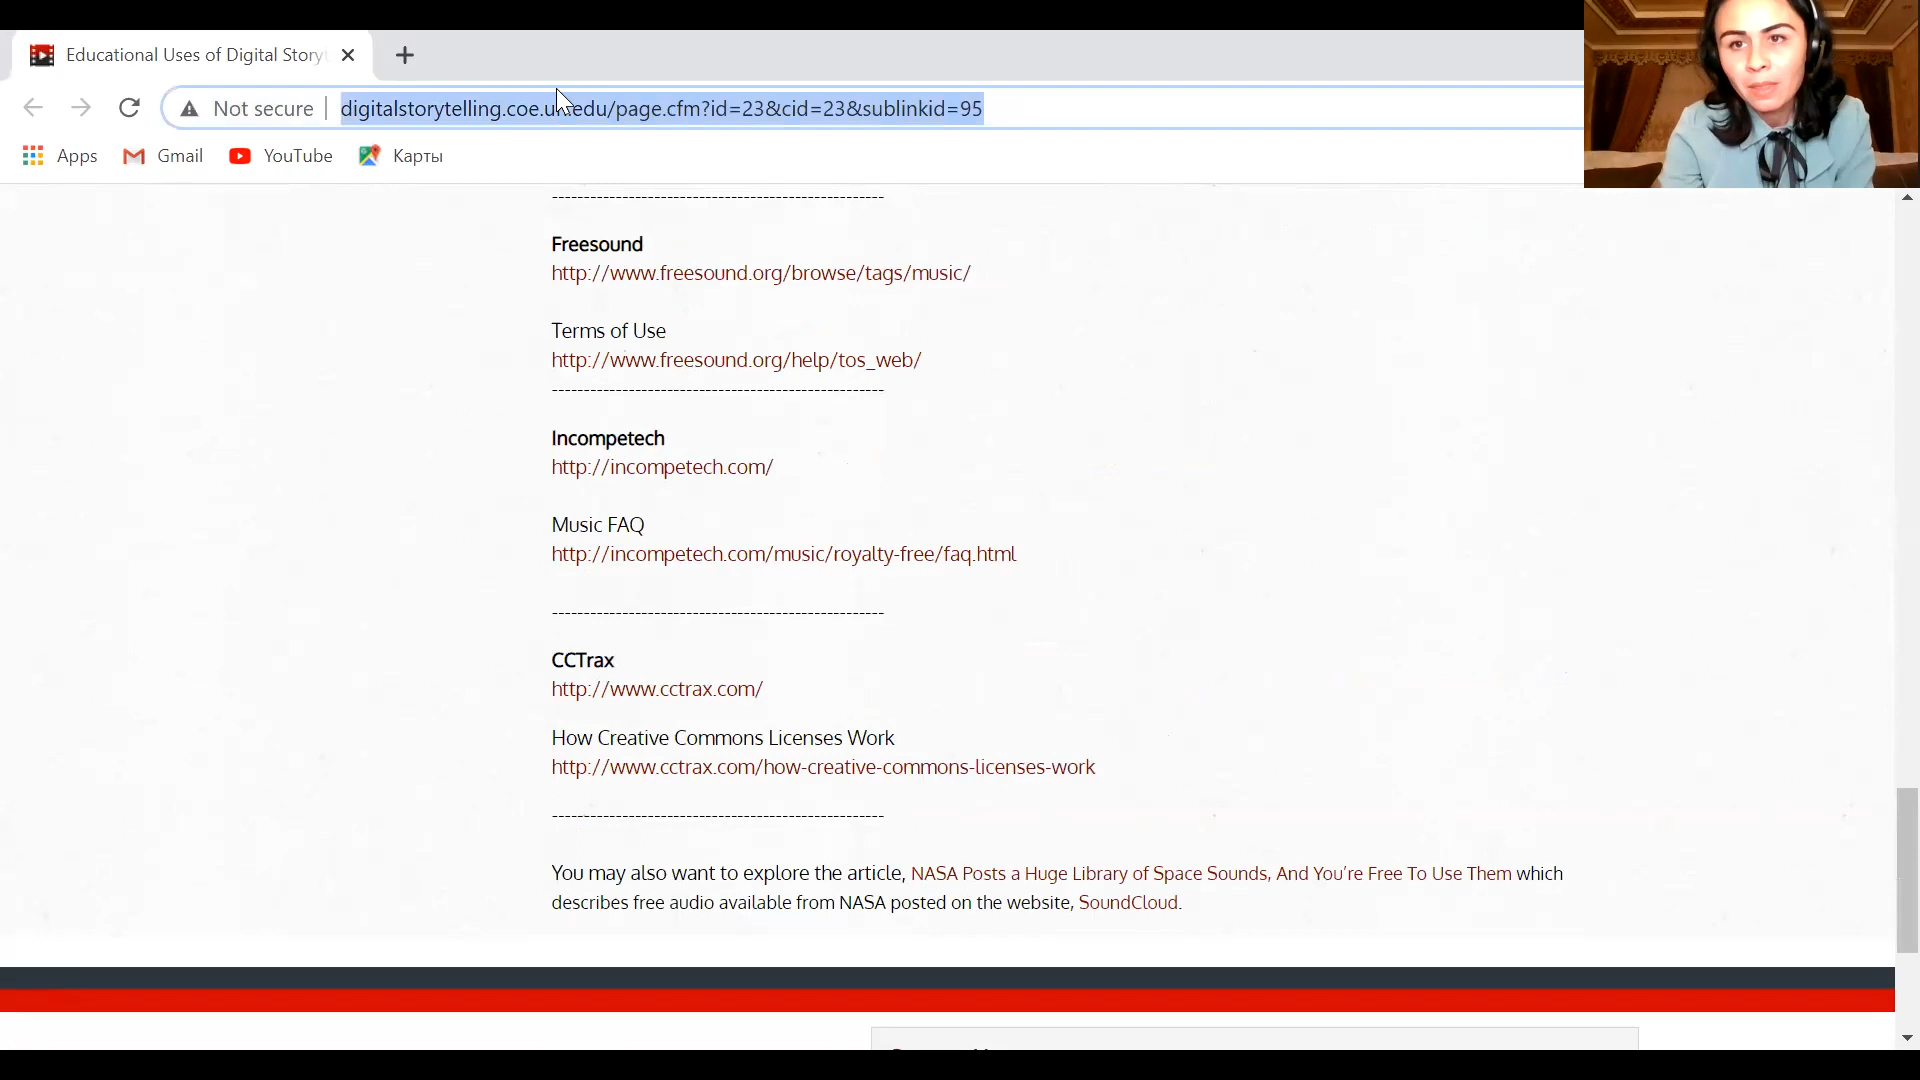 Educational Uses of Digital Story
Not secure
digitalstorytelling.coe.uh.edu/page.cfm?id=23&cid=23&sublinkid=95
Apps
Gmail
YouTube
Карты
------------------------------------------------------
Freesound
http://www.freesound.org/browse/tags/music/
Terms of Use
http://www.freesound.org/help/tos_web/
------------------------------------------------------
Incompetech
http://incompetech.com/
Music FAQ
http://incompetech.com/music/royalty-free/faq.html
------------------------------------------------------
CCTrax
http://www.cctrax.com/
How Creative Commons Licenses Work
http://www.cctrax.com/how-creative-commons-licenses-work
------------------------------------------------------
You may also want to explore the article, NASA Posts a Huge Library of Space Sounds, And You're Free To Use Them which
describes free audio available from NASA posted on the website, SoundCloud.